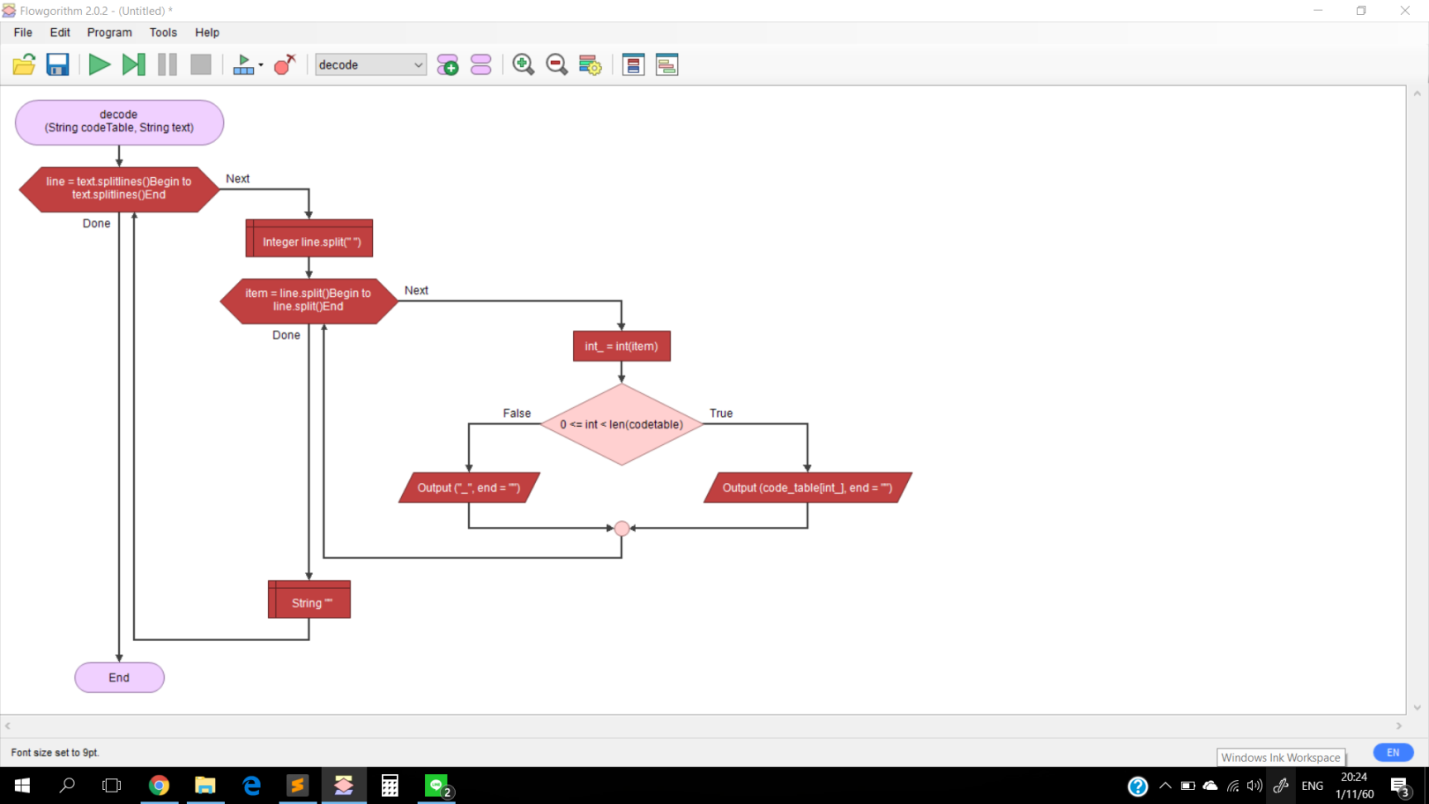 Flowgorithm 2.0.2 - (Untitled) *
File Edit Program Tools Help
decode
decode
(String codeTable, String text)
line = text.splitlines()Begin to
text.splitlines()End
Next
Done
Integer line.split(" ")
item = line.split()Begin to
line.split()End
Next
Done
int_ = int(item)
0 <= int < len(codetable)
False
True
Output ("_", end = "")
Output (code_table[int_], end = "")
String ""
End
Font size set to 9pt.
Windows Ink Workspace
EN
2
ENG
20:24
1/11/60
3